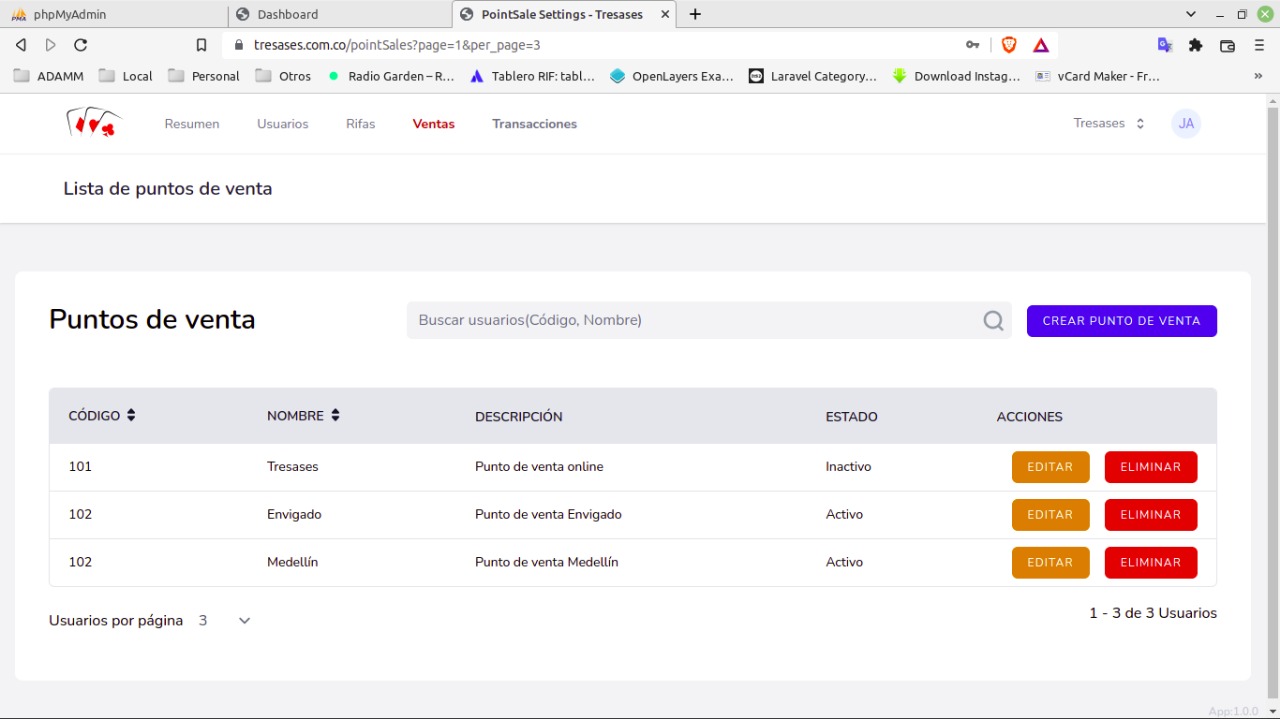 phpMyAdmin Dashboard PointSale Settings - Tresases
tresases.com.co/pointSales?page=1&per_page=3
ADAMM Local Personal Otros Radio Garden – R... Tablero RIF: tabl... OpenLayers Exa... Laravel Category... Download Instag... vCard Maker - Fr... »
Resumen Usuarios Rifas Ventas Transacciones Tresases JA
Lista de puntos de venta
Puntos de venta Buscar usuarios(Código, Nombre) CREAR PUNTO DE VENTA
CÓDIGO NOMBRE DESCRIPCIÓN ESTADO ACCIONES
101 Tresases Punto de venta online Inactivo EDITAR ELIMINAR
102 Envigado Punto de venta Envigado Activo EDITAR ELIMINAR
102 Medellín Punto de venta Medellín Activo EDITAR ELIMINAR
Usuarios por página 3 1 - 3 de 3 Usuarios
App:1.0.0